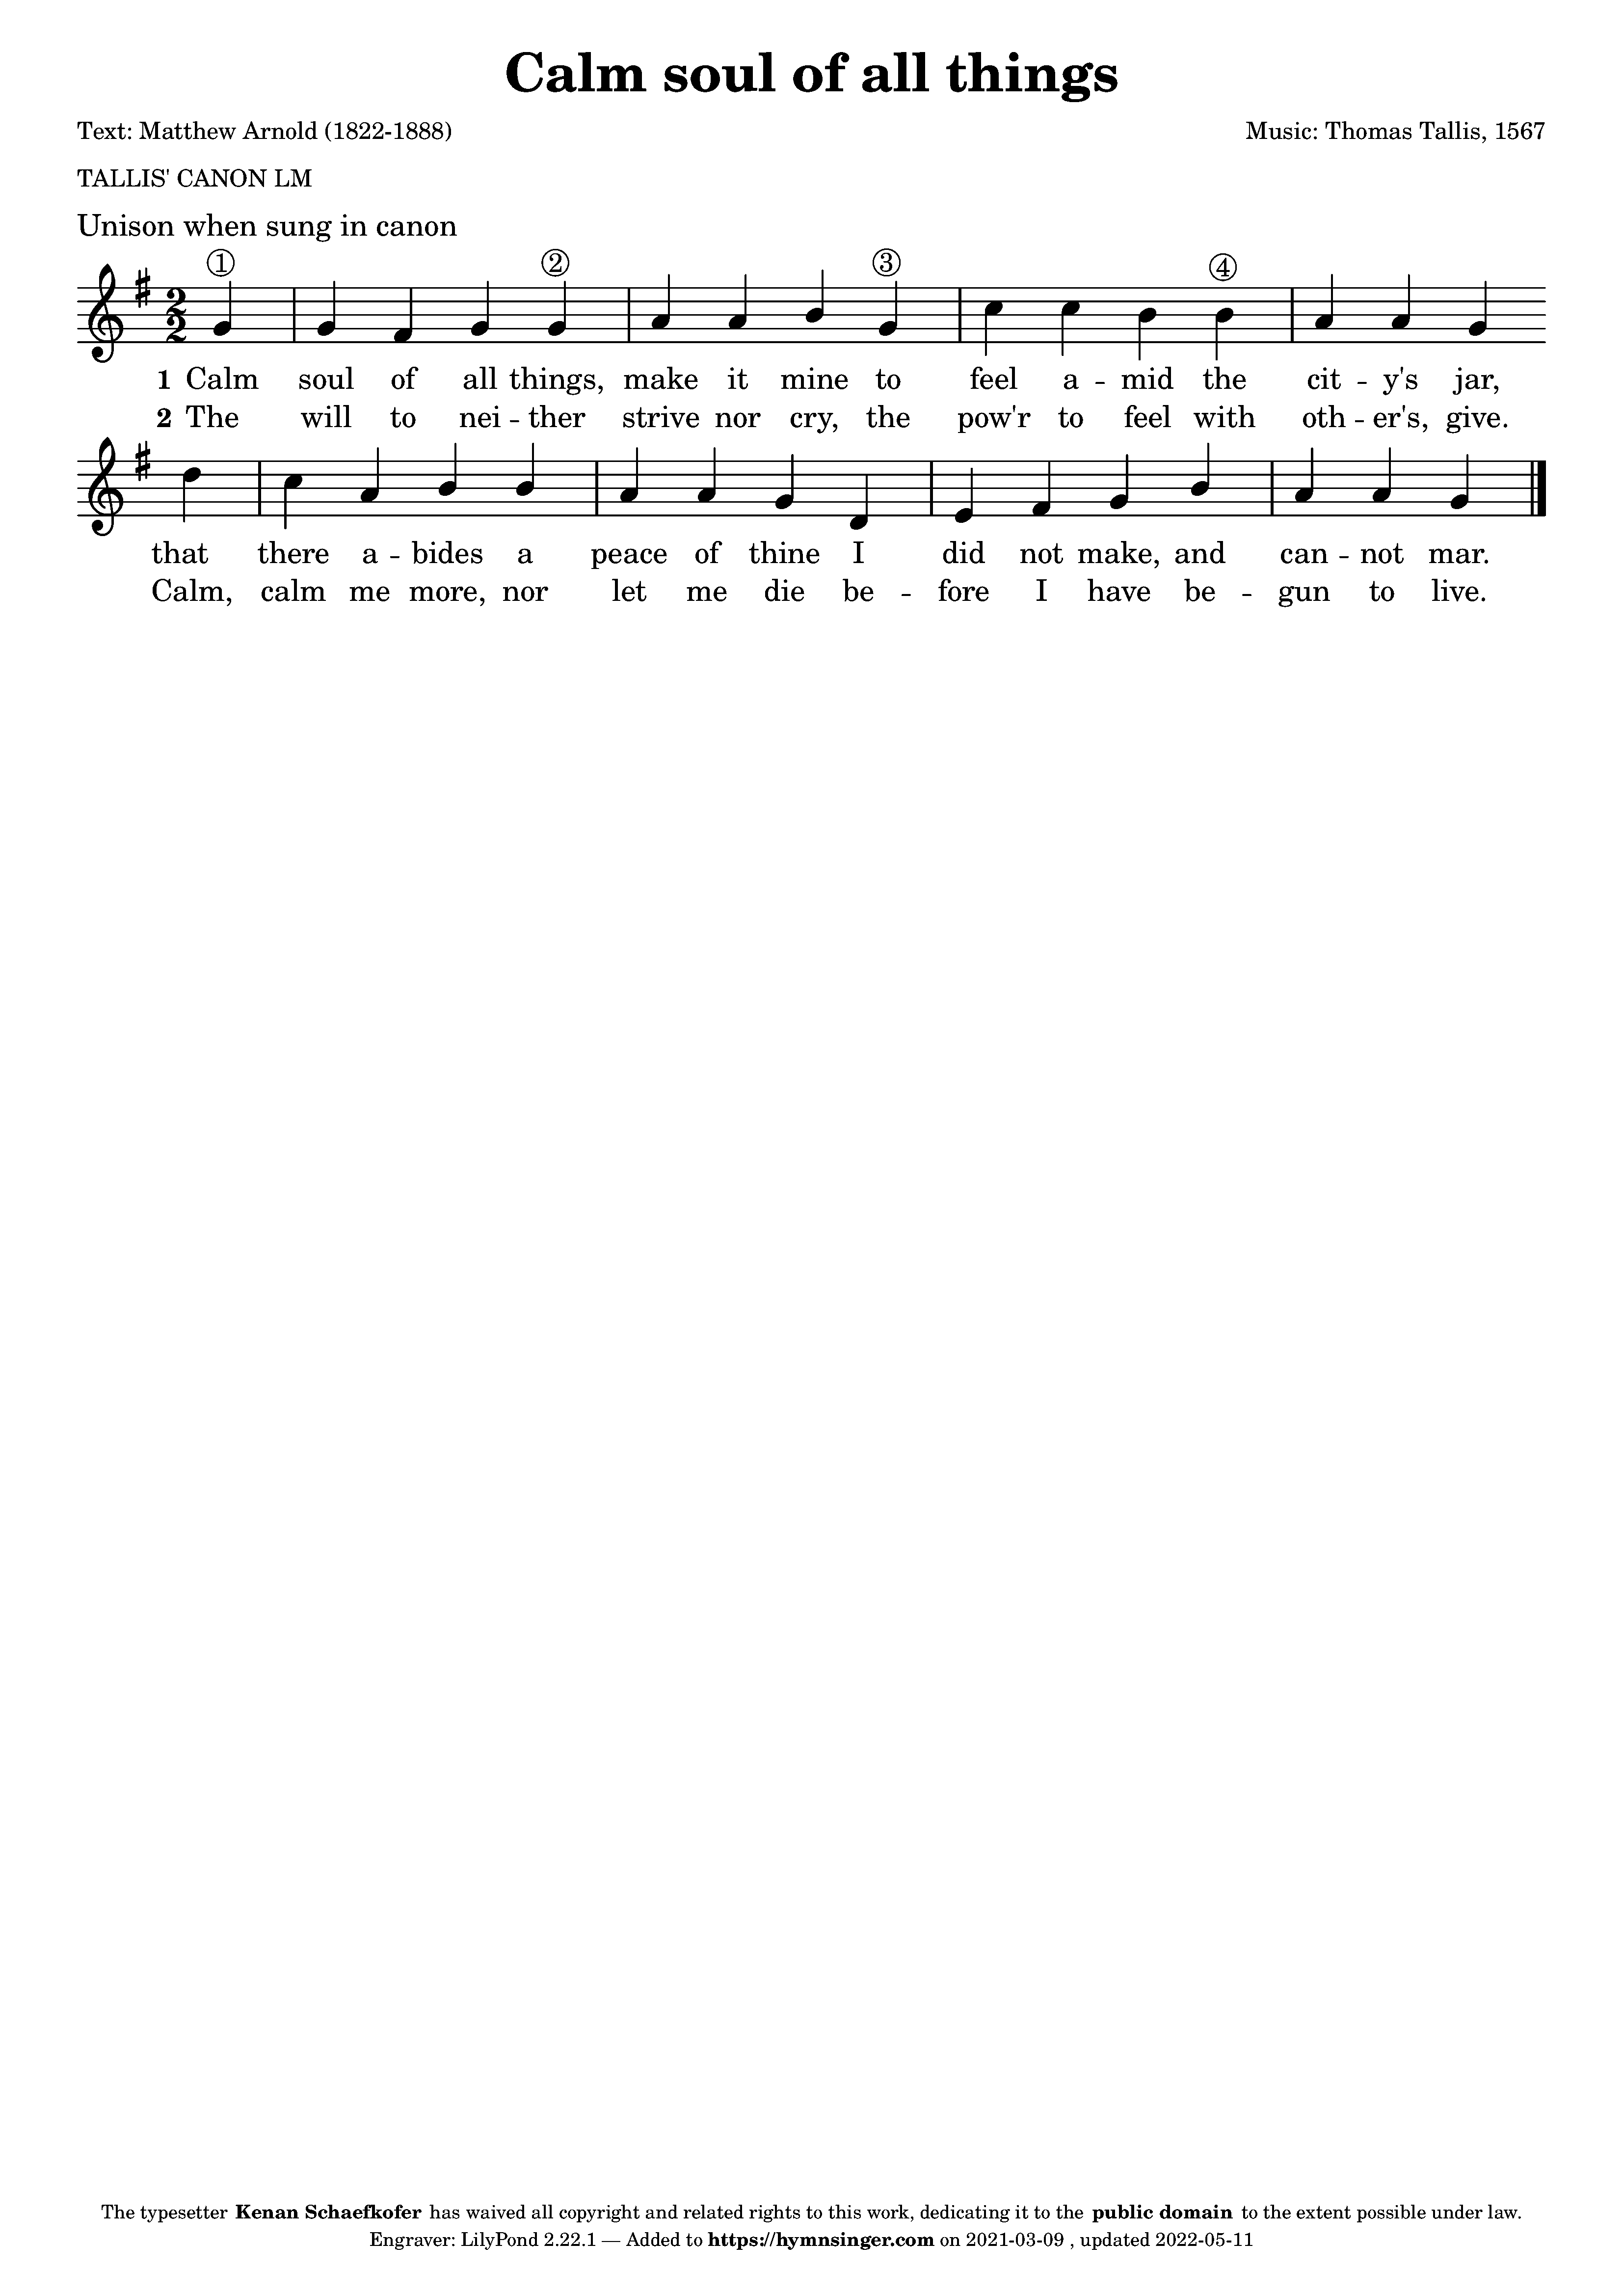 Calm soul of all things
Text: Matthew Arnold (1822-1888) Music: Thomas Tallis, 1567
TALLIS' CANON LM
Unison when sung in canon
① ② ③ ④
2
2
1 Calm soul of all things, make it mine to feel a -- mid the cit -- y's jar,
2 The will to nei -- ther strive nor cry, the pow'r to feel with oth -- er's, give.
that there a -- bides a peace of thine I did not make, and can -- not mar.
Calm, calm me more, nor let me die be -- fore I have be -- gun to live.
The typesetter Kenan Schaefkofer has waived all copyright and related rights to this work, dedicating it to the public domain to the extent possible under law.
Engraver: LilyPond 2.22.1 — Added to https://hymnsinger.com on 2021-03-09 , updated 2022-05-11